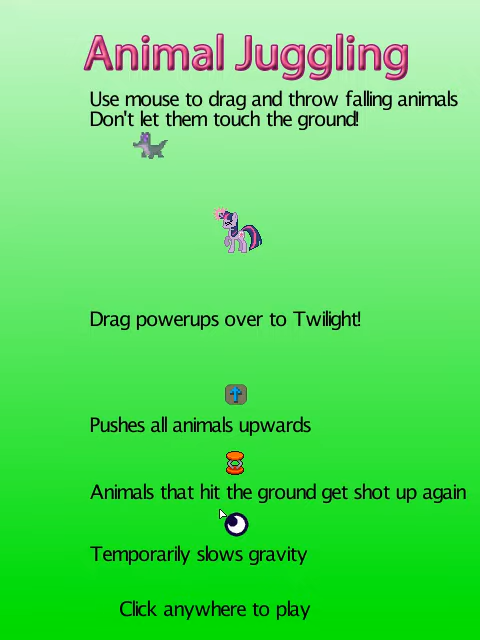 Animal Juggling
Use mouse to drag and throw falling animals
Don't let them touch the ground!
Drag powerups over to Twilight!
Pushes all animals upwards
Animals that hit the ground get shot up again
Temporarily slows gravity
Click anywhere to play